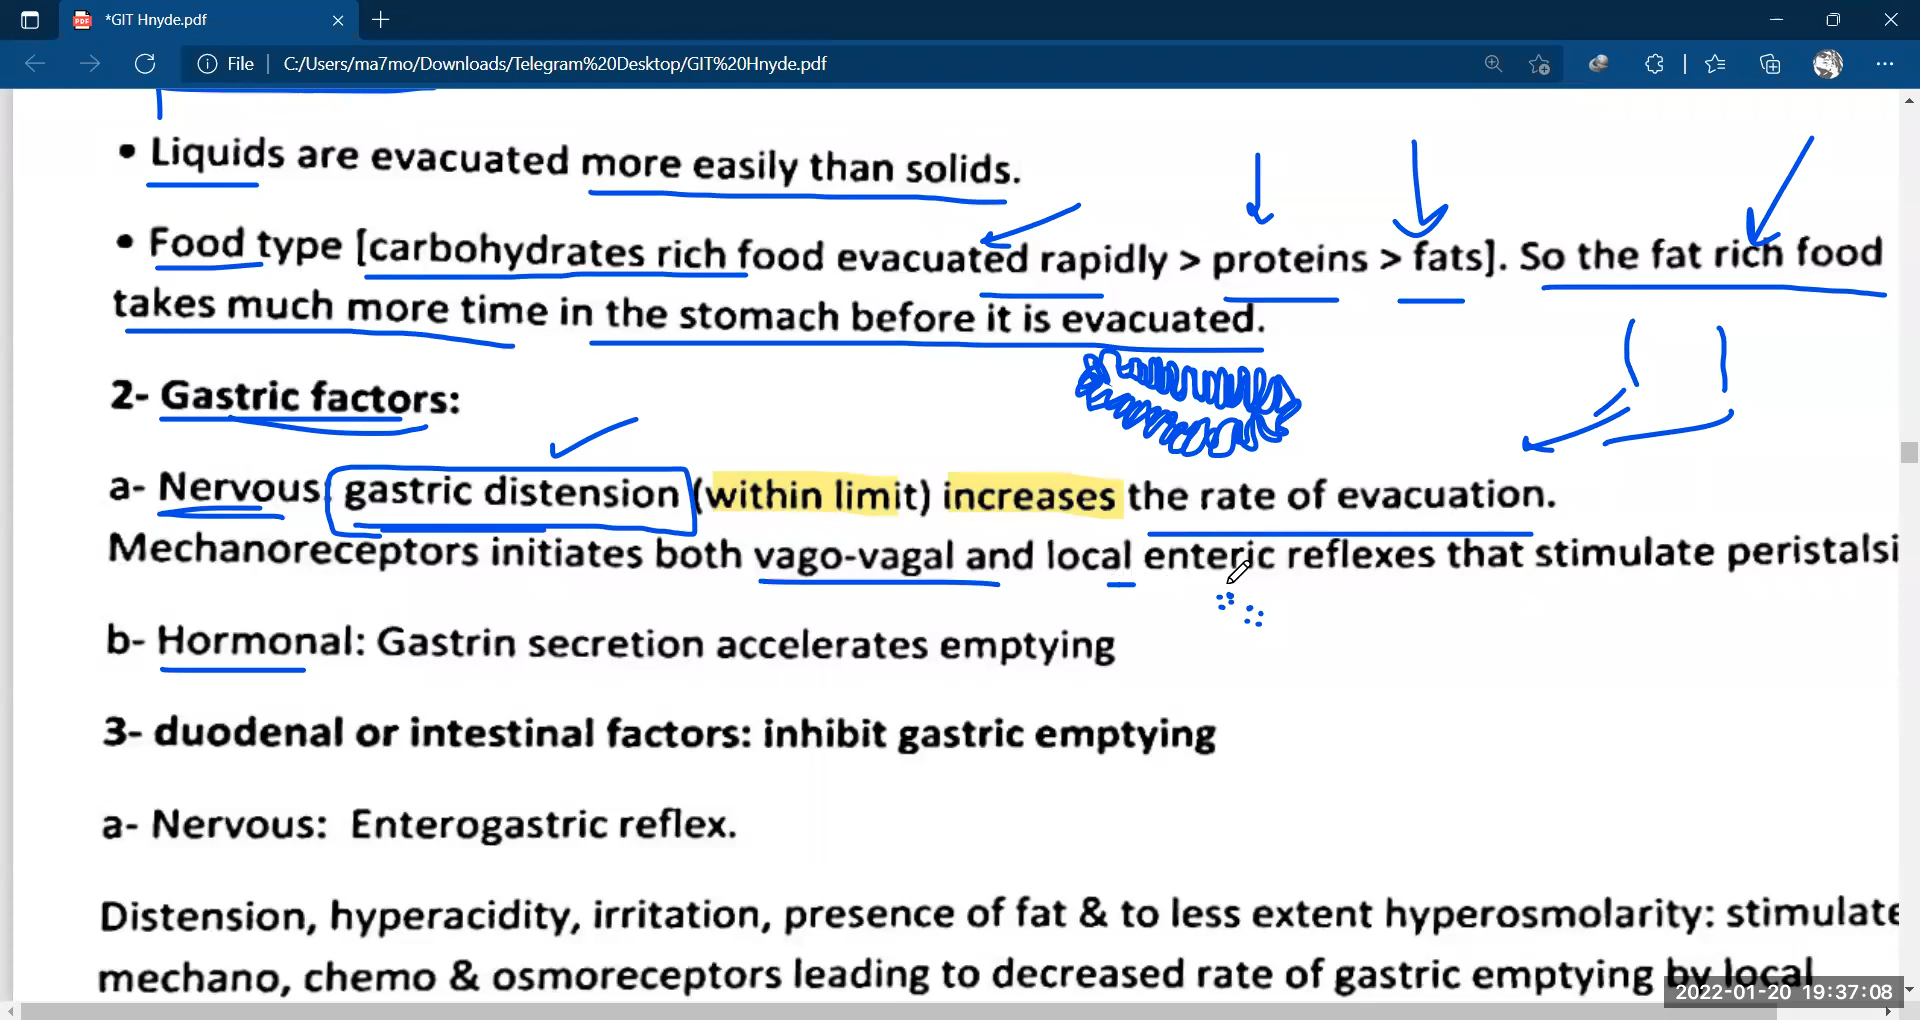 *GIT Hnyde.pdf
File
C:/Users/ma7mo/Downloads/Telegram%20Desktop/GIT%20Hnyde.pdf
• Liquids are evacuated more easily than solids.
• Food type [carbohydrates rich food evacuated rapidly > proteins > fats]. So the fat rich food
takes much more time in the stomach before it is evacuated.
2- Gastric factors:
a- Nervous: gastric distension (within limit) increases the rate of evacuation.
Mechanoreceptors initiates both vago-vagal and local enteric reflexes that stimulate peristalsi
b- Hormonal: Gastrin secretion accelerates emptying
3- duodenal or intestinal factors: inhibit gastric emptying
a- Nervous: Enterogastric reflex.
Distension, hyperacidity, irritation, presence of fat & to less extent hyperosmolarity: stimulate
mechano, chemo & osmoreceptors leading to decreased rate of gastric emptying by local
2022-01-20 19:37:08